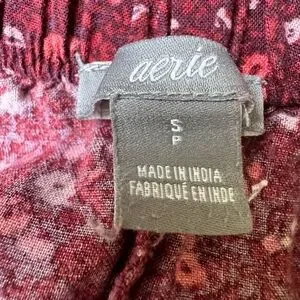 aerie
S
P
MADE IN INDIA
FABRIQUÉ EN INDE